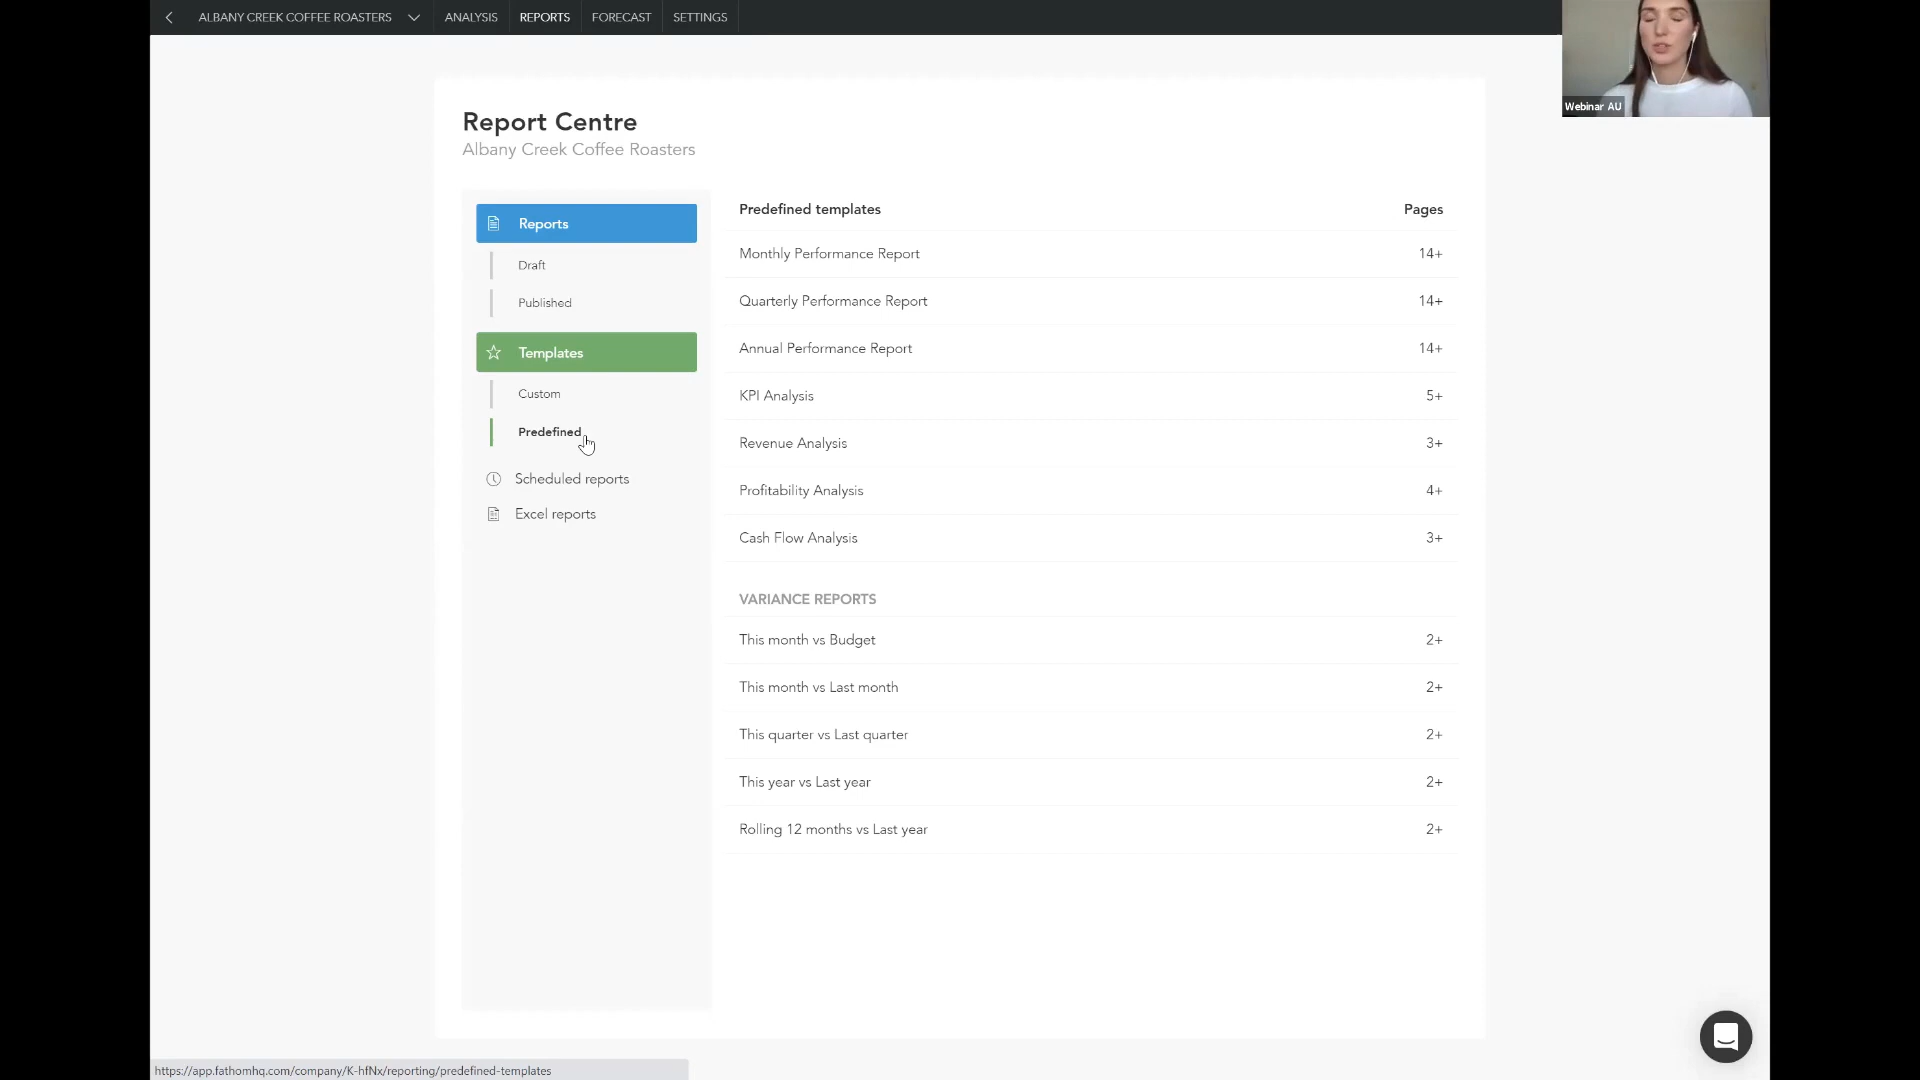 ALBANY CREEK COFFEE ROASTERS ANALYSIS REPORTS FORECAST SETTINGS
Webinar AU
Report Centre
Albany Creek Coffee Roasters
Reports
Draft
Published
Templates
Custom
Predefined
Scheduled reports
Excel reports
Predefined templates Pages
Monthly Performance Report 14+
Quarterly Performance Report 14+
Annual Performance Report 14+
KPI Analysis 5+
Revenue Analysis 3+
Profitability Analysis 4+
Cash Flow Analysis 3+
VARIANCE REPORTS
This month vs Budget 2+
This month vs Last month 2+
This quarter vs Last quarter 2+
This year vs Last year 2+
Rolling 12 months vs Last year 2+
https://app.fathomhq.com/company/K-hfNx/reporting/predefined-templates